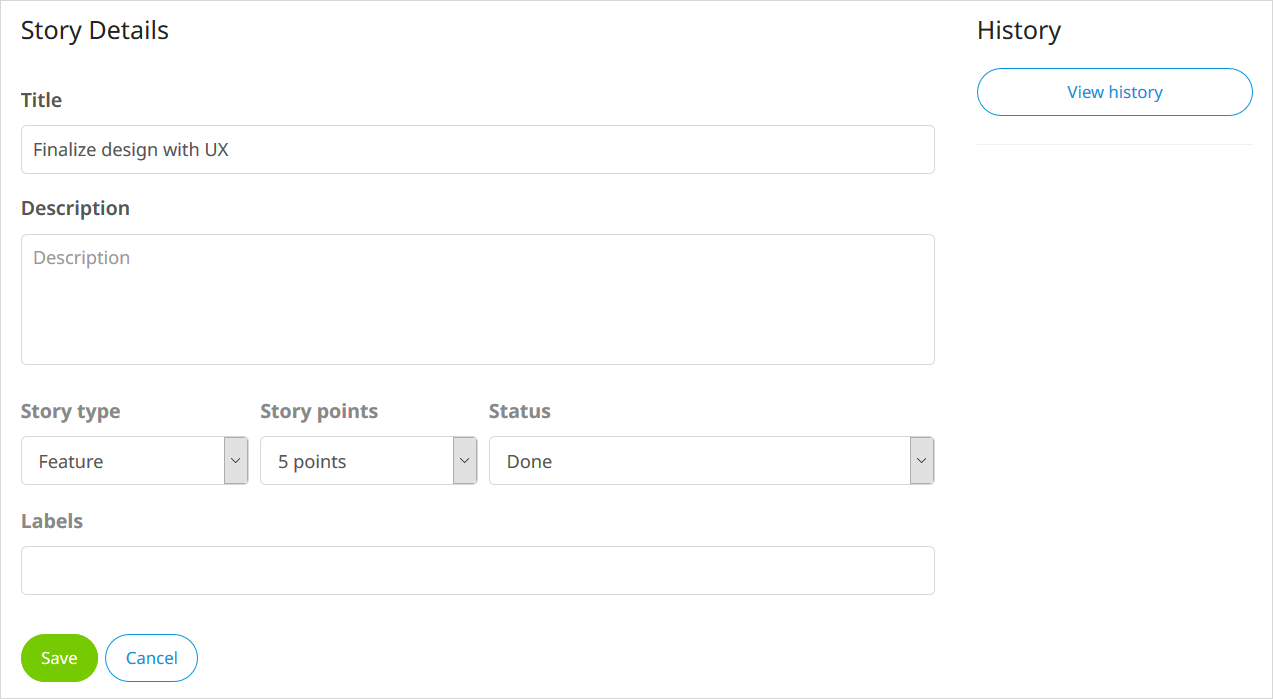 Story Details
Title
Finalize design with UX
Description
Description
Story type Story points Status
Feature 5 points Done
Labels
Save Cancel
History
View history